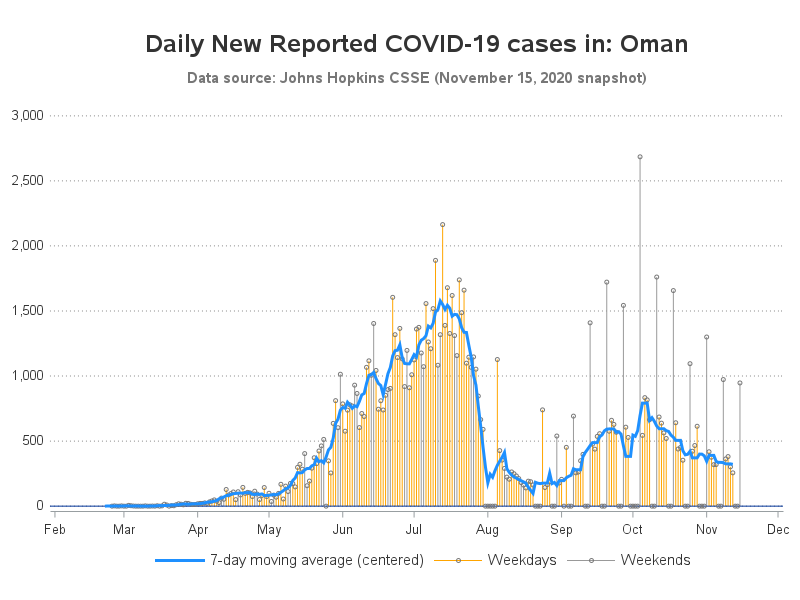 Daily New Reported COVID-19 cases in: Oman
Data source: Johns Hopkins CSSE (November 15, 2020 snapshot)
3,000
2,500
2,000
1,500
1,000
500
0
Feb Mar Apr May Jun Jul Aug Sep Oct Nov Dec
7-day moving average (centered) Weekdays Weekends